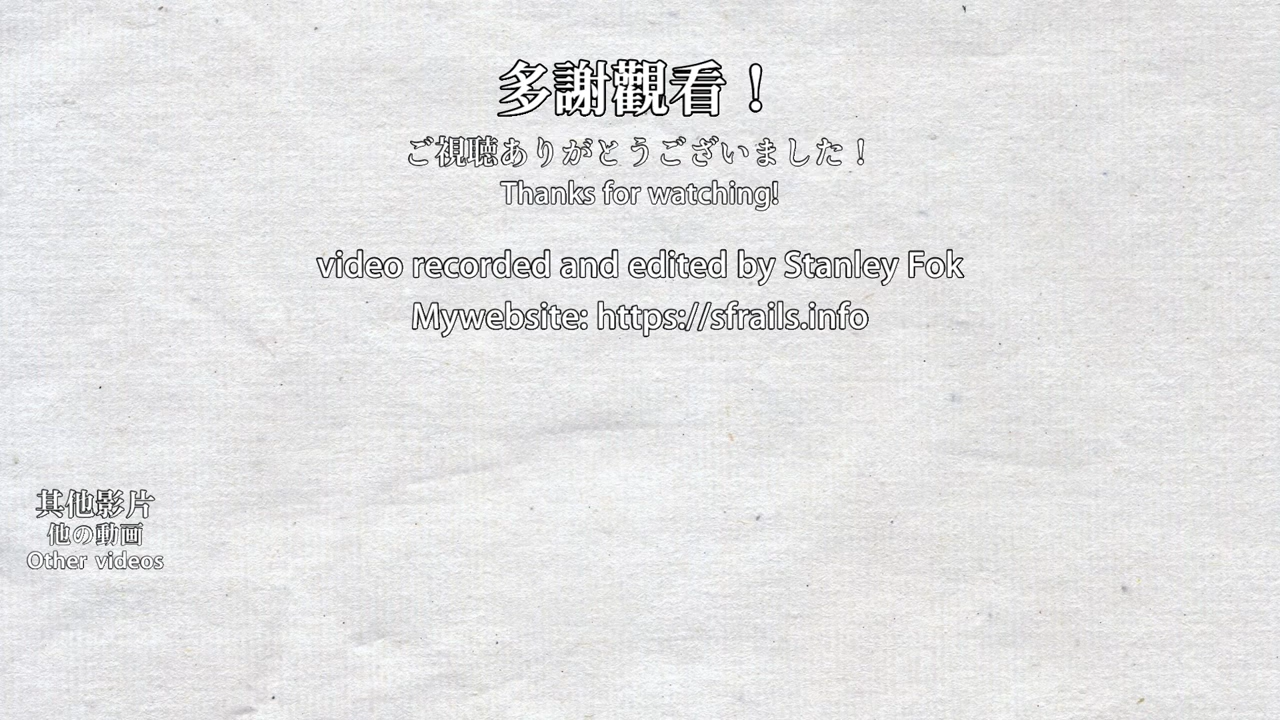 多謝觀看！
ご視聴ありがとうございました！
Thanks for watching!
video recorded and edited by Stanley Fok
Mywebsite: https://sfrails.info
其他影片
他の動画
Other videos